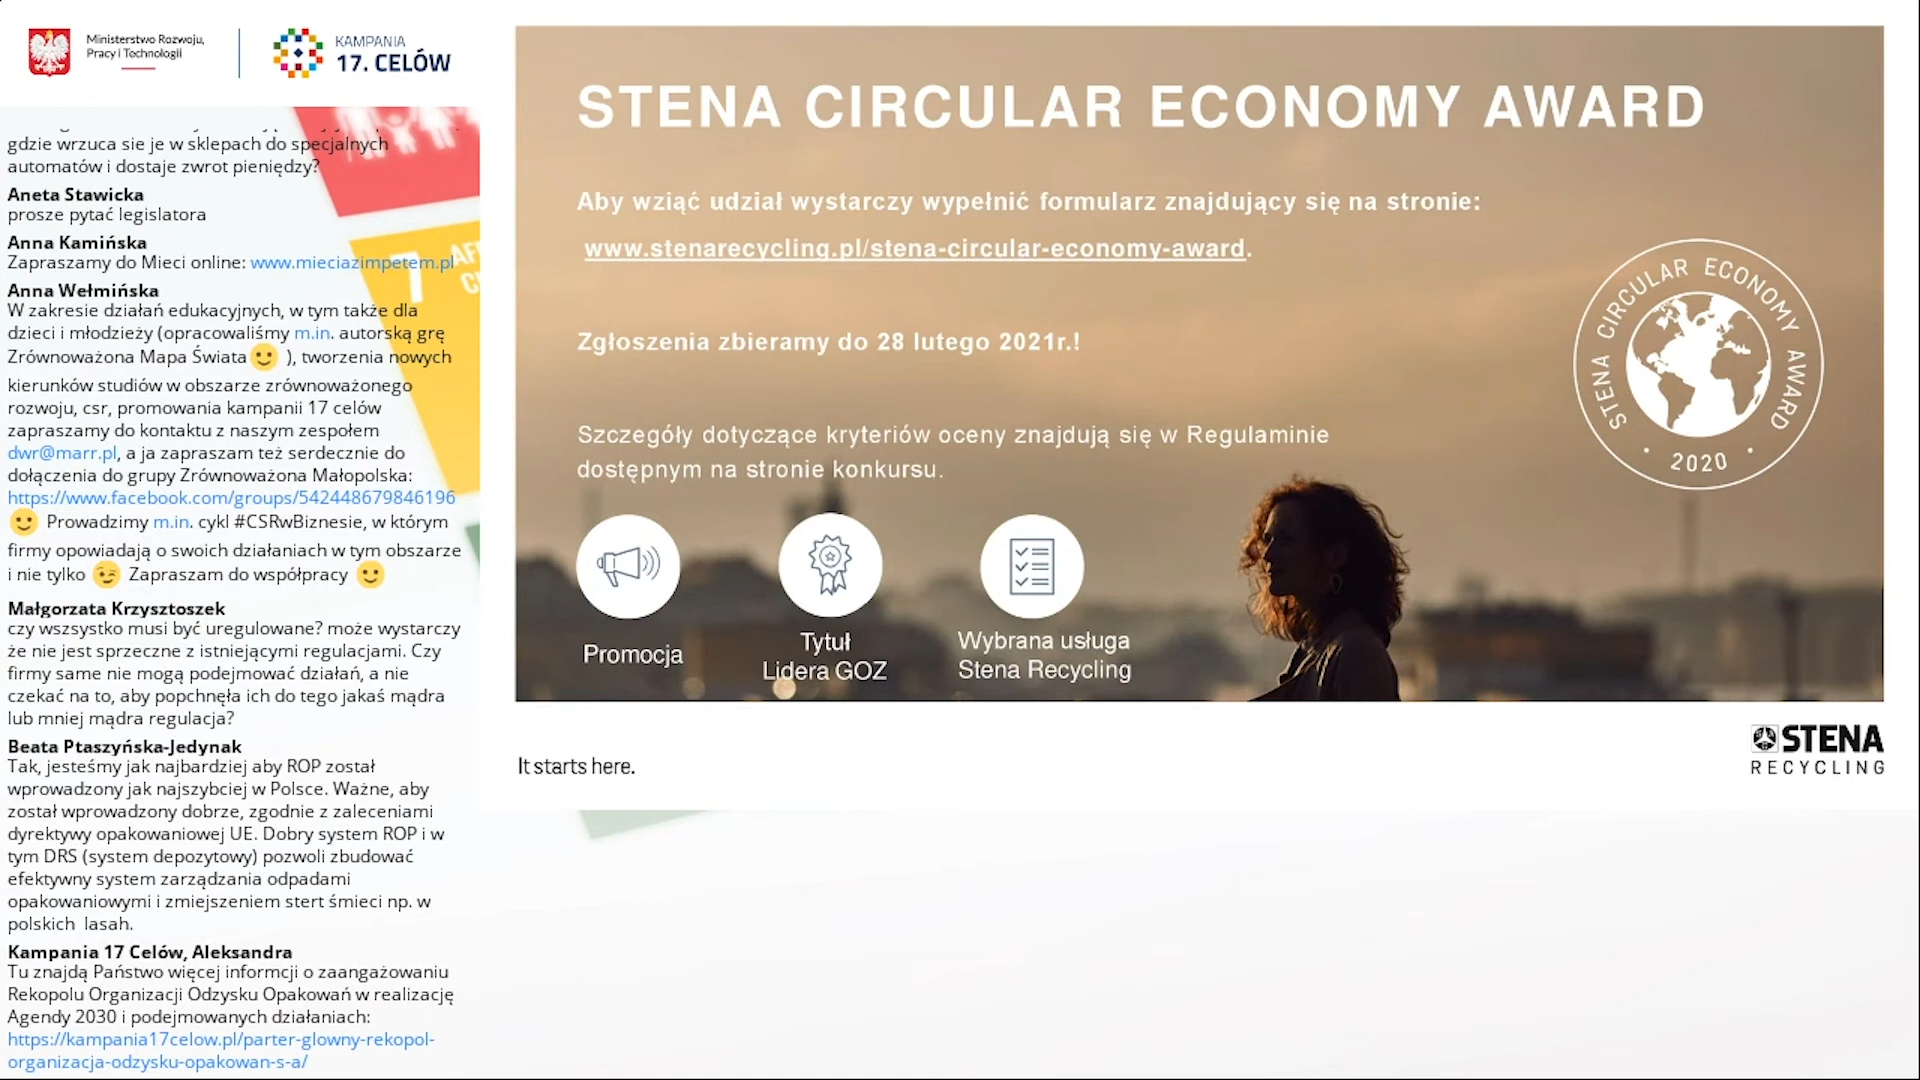 Ministerstwo Rozwoju,
Pracy i Technologii
KAMPANIA
17. CELÓW
gdzie wrzuca sie je w sklepach do specjalnych
automatów i dostaje zwrot pieniędzy?
Aneta Stawicka
prosze pytać legislatora
Anna Kamińska
Zapraszamy do Mieci online: www.mieciazimpetem.pl
Anna Wełmińska
W zakresie działań edukacyjnych, w tym także dla
dzieci i młodzieży (opracowaliśmy m.in. autorską grę
Zrównoważona Mapa Świata 🙂 ), tworzenia nowych
kierunków studiów w obszarze zrównoważonego
rozwoju, csr, promowania kampanii 17 celów
zapraszamy do kontaktu z naszym zespołem
dwr@marr.pl, a ja zapraszam też serdecznie do
dołączenia do grupy Zrównoważona Małopolska:
https://www.facebook.com/groups/542448679846196
🙂 Prowadzimy m.in. cykl #CSRwBiznesie, w którym
firmy opowiadają o swoich działaniach w tym obszarze
i nie tylko 😉 Zapraszam do współpracy 🙂
Małgorzata Krzysztoszek
czy wszsystko musi być uregulowane? może wystarczy
że nie jest sprzeczne z istniejącymi regulacjami. Czy
firmy same nie mogą podejmować działań, a nie
czekać na to, aby popchnęła ich do tego jakaś mądra
lub mniej mądra regulacja?
Beata Ptaszyńska-Jedynak
Tak, jesteśmy jak najbardziej aby ROP został
wprowadzony jak najszybciej w Polsce. Ważne, aby
został wprowadzony dobrze, zgodnie z zaleceniami
dyrektywy opakowaniowej UE. Dobry system ROP i w
tym DRS (system depozytowy) pozwoli zbudować
efektywny system zarządzania odpadami
opakowaniowymi i zmiejszeniem stert śmieci np. w
polskich lasah.
Kampania 17 Celów, Aleksandra
Tu znajdą Państwo więcej informcji o zaangażowaniu
Rekopolu Organizacji Odzysku Opakowań w realizację
Agendy 2030 i podejmowanych działaniach:
https://kampania17celow.pl/parter-glowny-rekopol-
organizacja-odzysku-opakowan-s-a/
7
STENA CIRCULAR ECONOMY AWARD
Aby wziąć udział wystarczy wypełnić formularz znajdujący się na stronie:
www.stenarecycling.pl/stena-circular-economy-award.
Zgłoszenia zbieramy do 28 lutego 2021r.!
Szczegóły dotyczące kryteriów oceny znajdują się w Regulaminie
dostępnym na stronie konkursu.
STENA CIRCULAR ECONOMY AWARD
• 2020 •
Promocja
Tytuł
Lidera GOZ
Wybrana usługa
Stena Recycling
It starts here.
STENA
RECYCLING